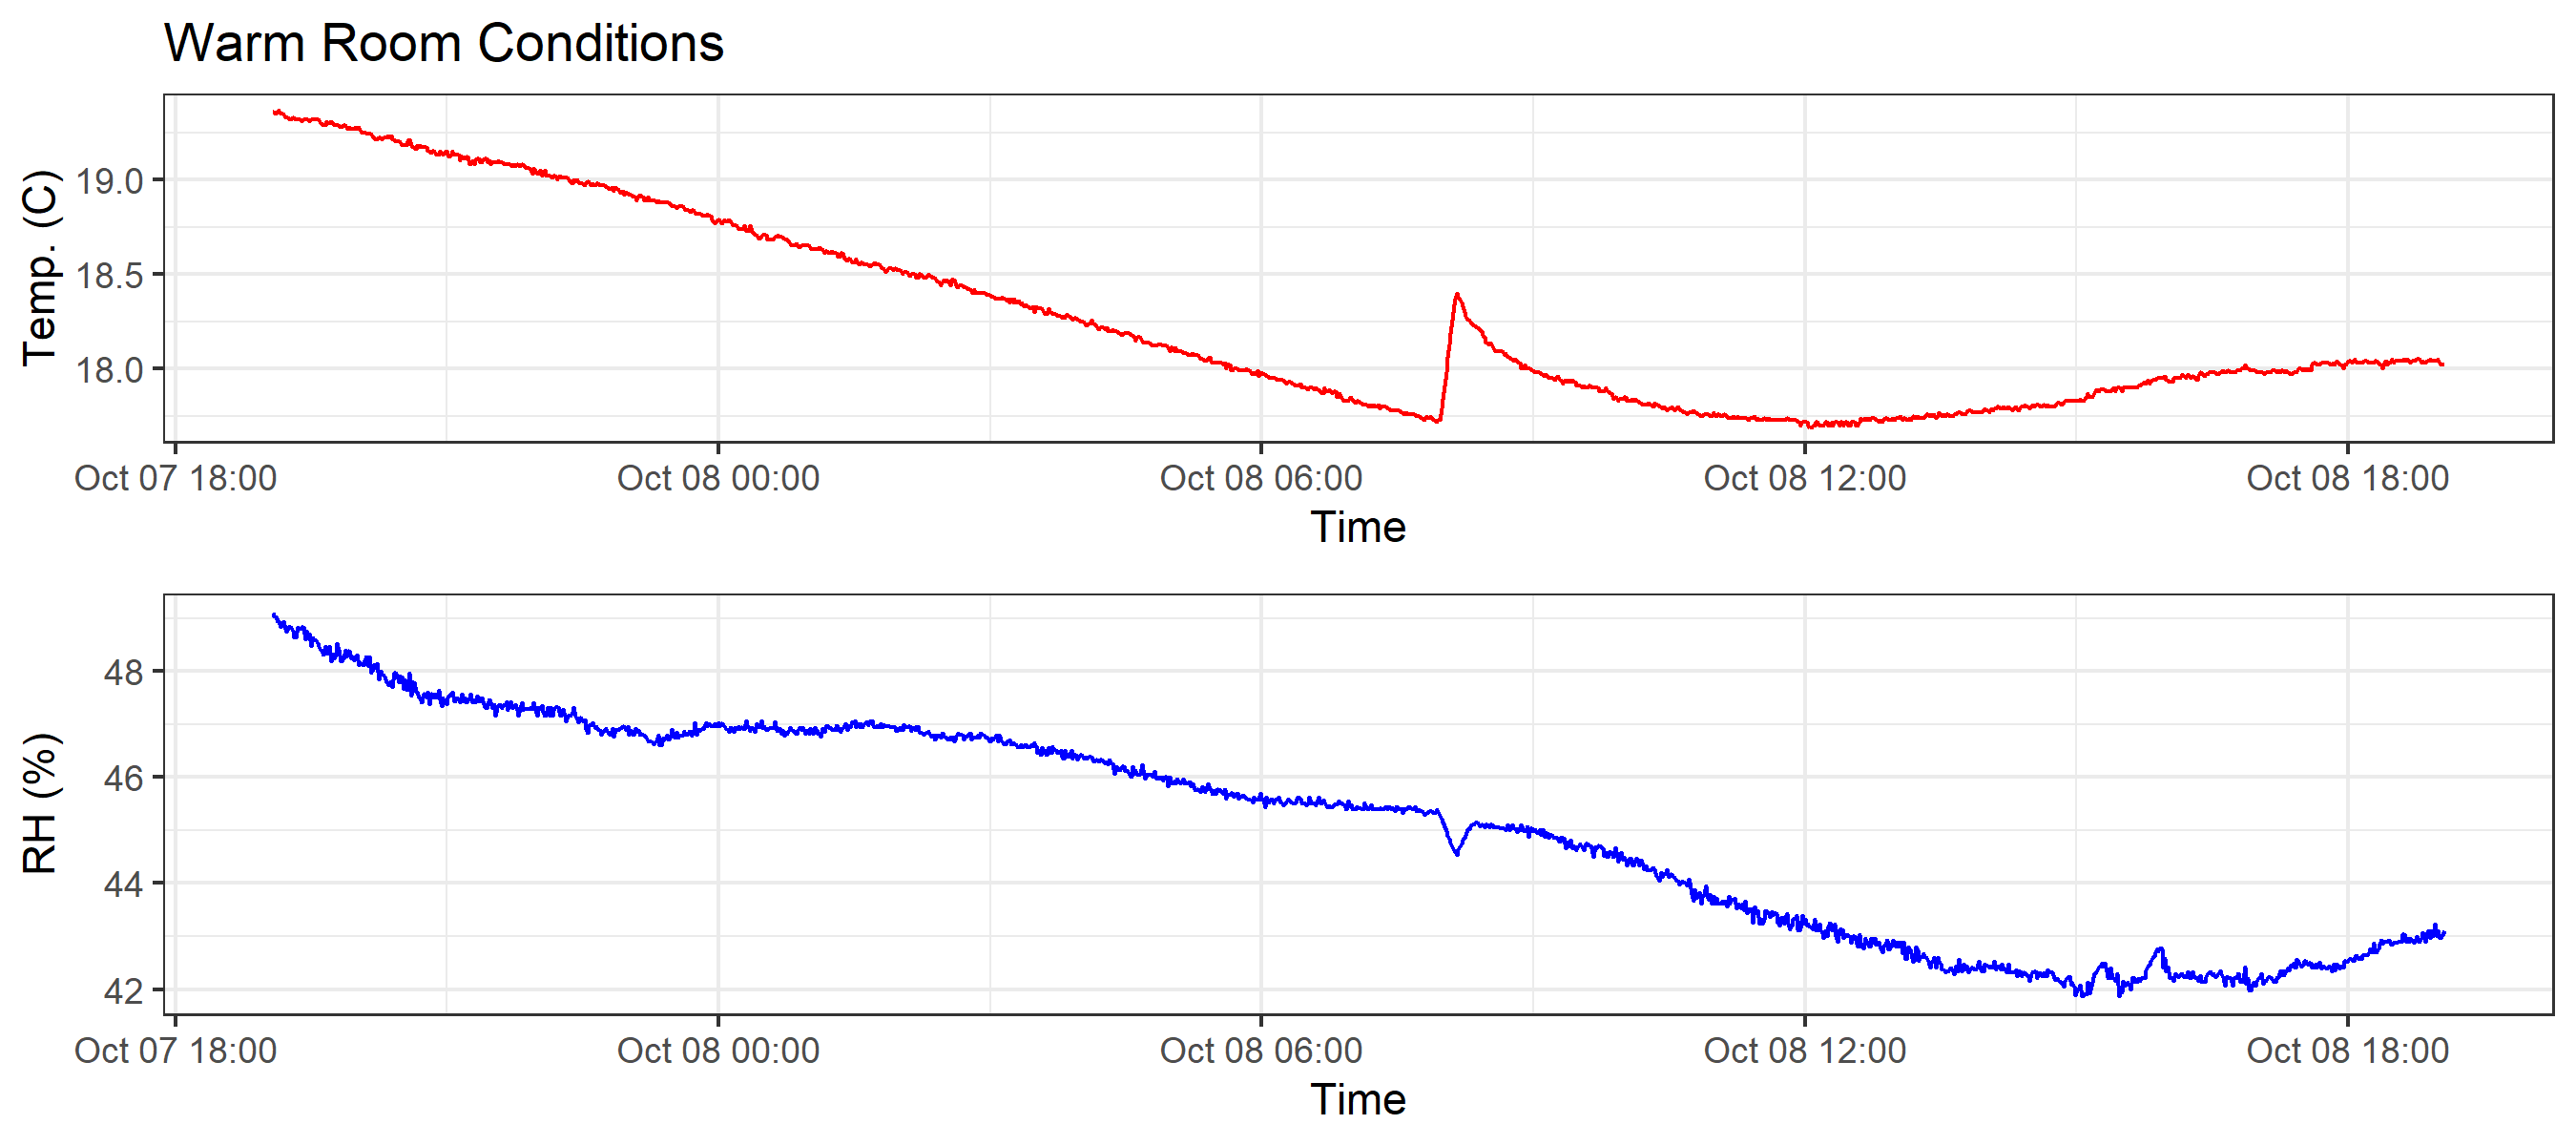 Warm Room Conditions
Temp. (C)
19.0
18.5
18.0
Oct 07 18:00 Oct 08 00:00 Oct 08 06:00 Oct 08 12:00 Oct 08 18:00
Time
RH (%)
48
46
44
42
Oct 07 18:00 Oct 08 00:00 Oct 08 06:00 Oct 08 12:00 Oct 08 18:00
Time